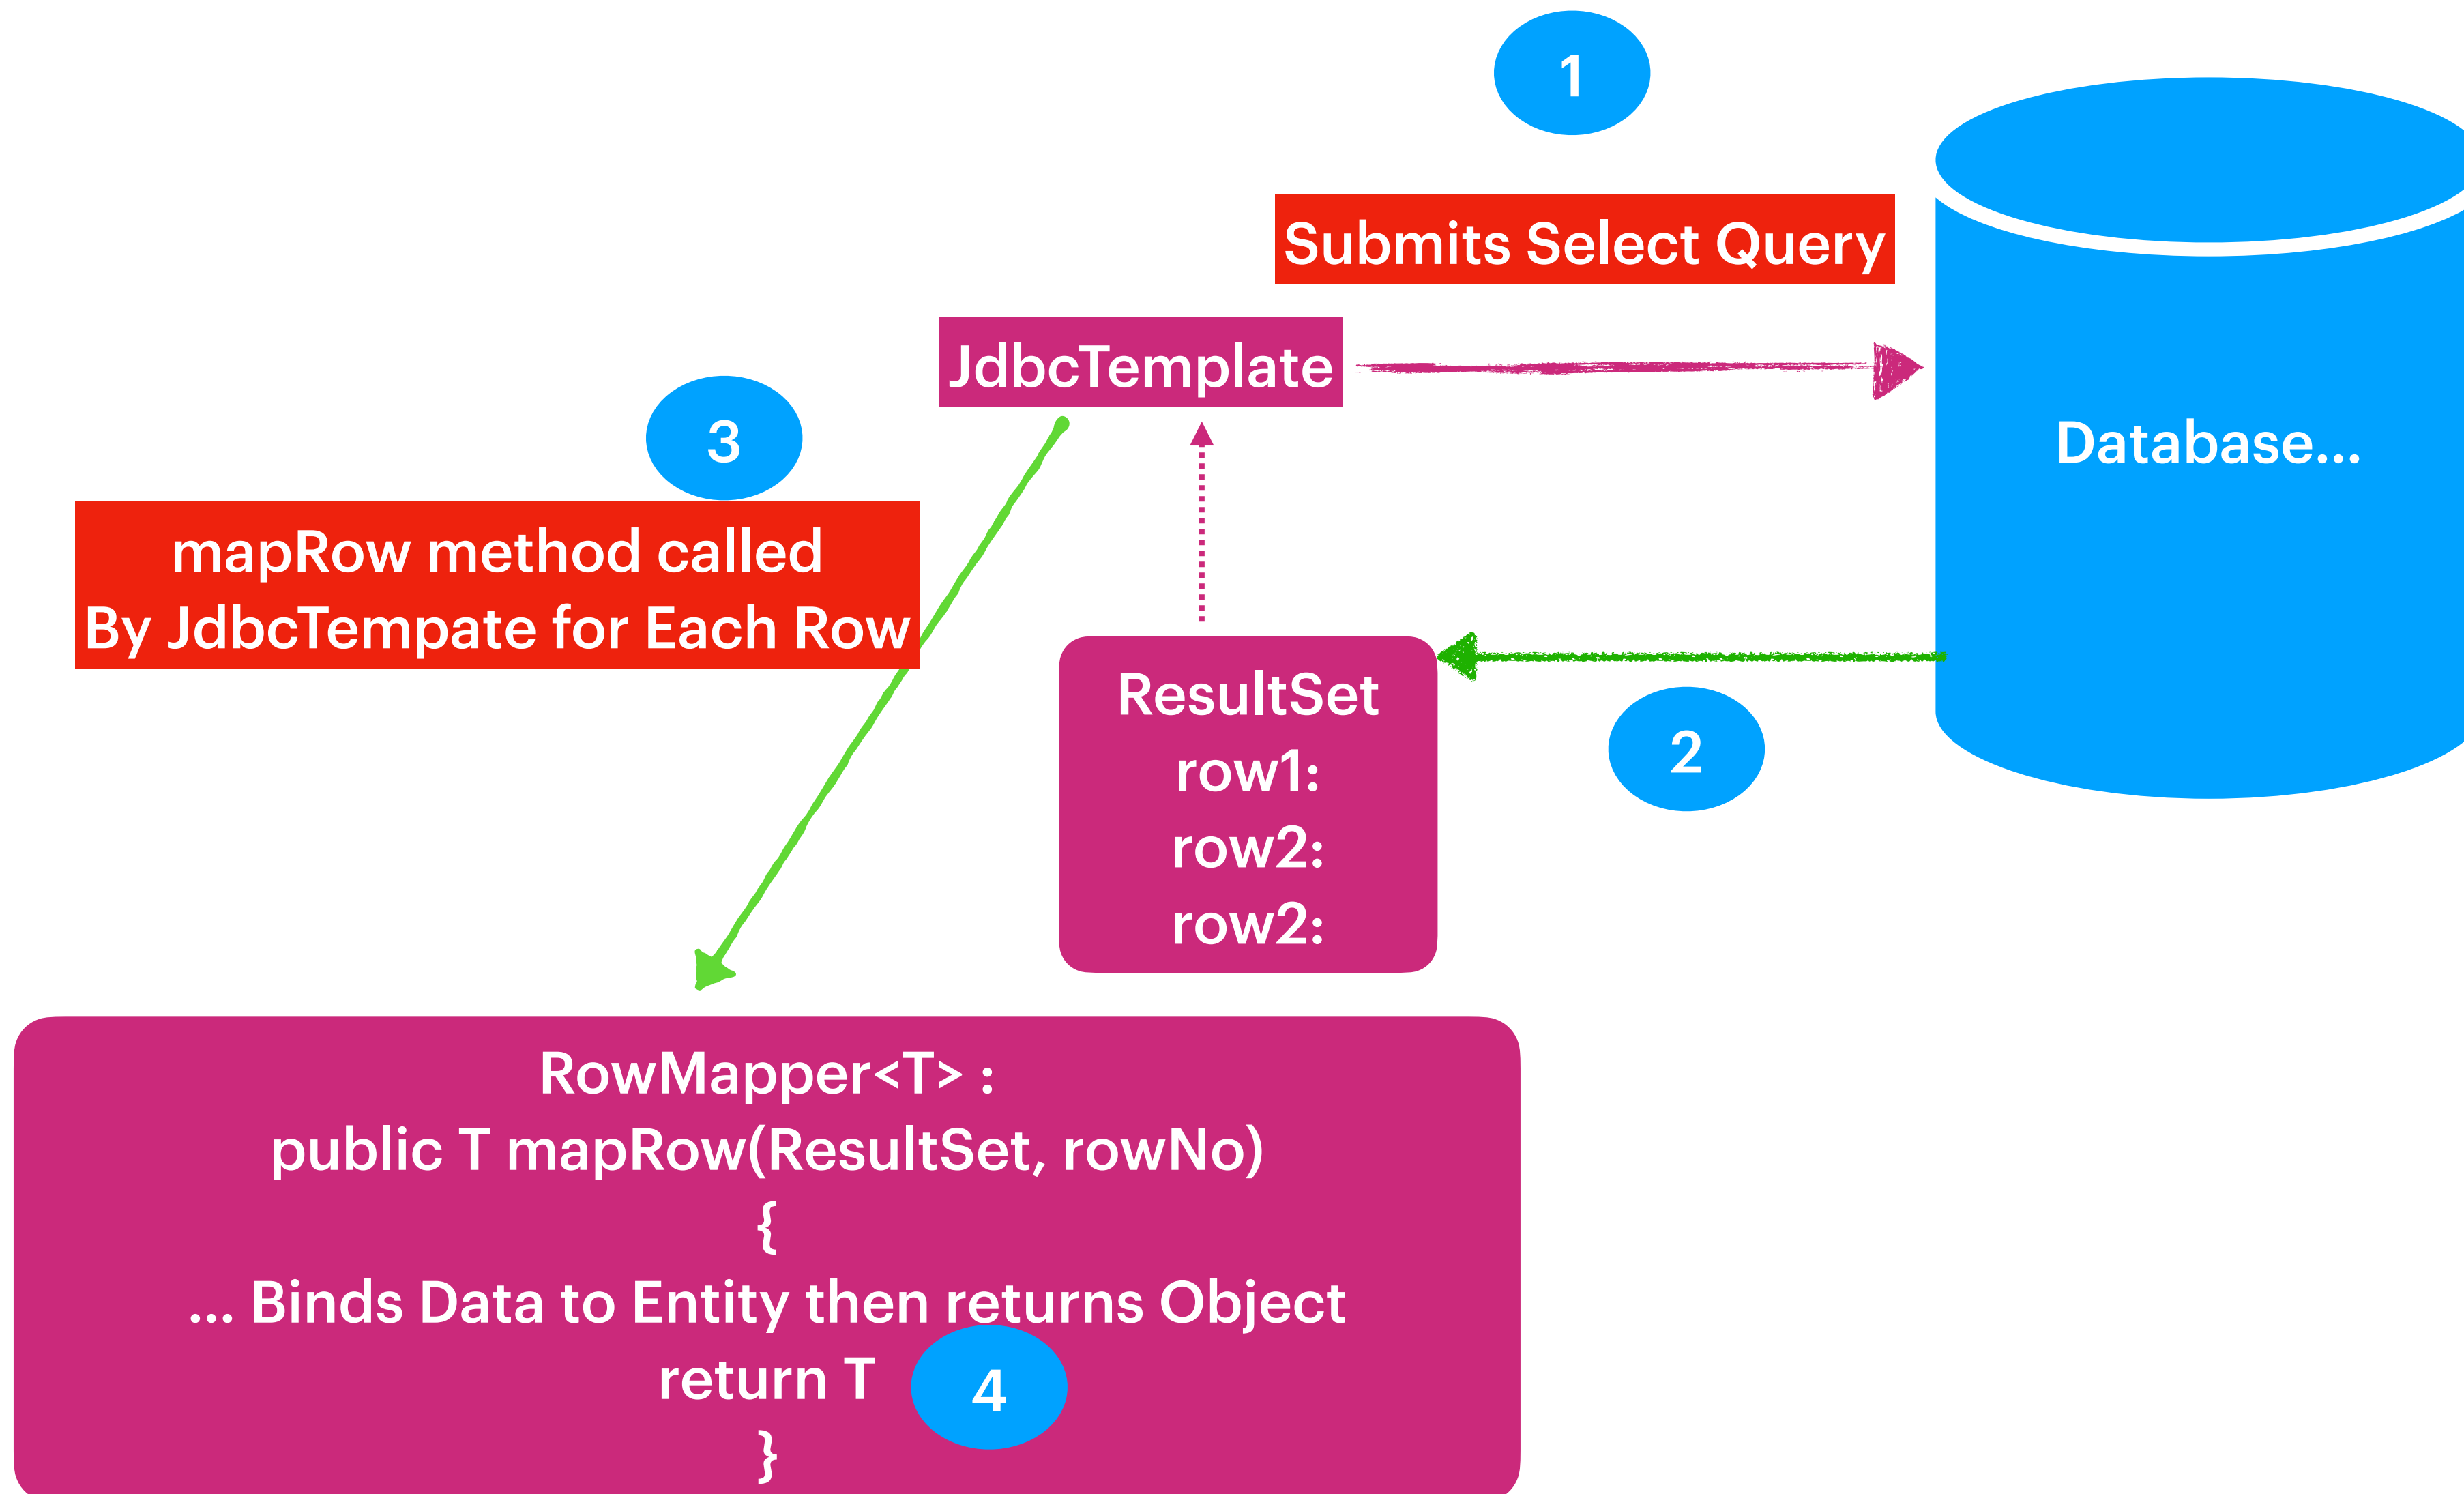 1
Submits Select Query
JdbcTemplate
Database...
3
mapRow method called
By JdbcTempate for Each Row
ResultSet
row1:
row2:
row2:
2
RowMapper<T> :
public T mapRow(ResultSet, rowNo)
{
... Binds Data to Entity then returns Object
return T
4
}